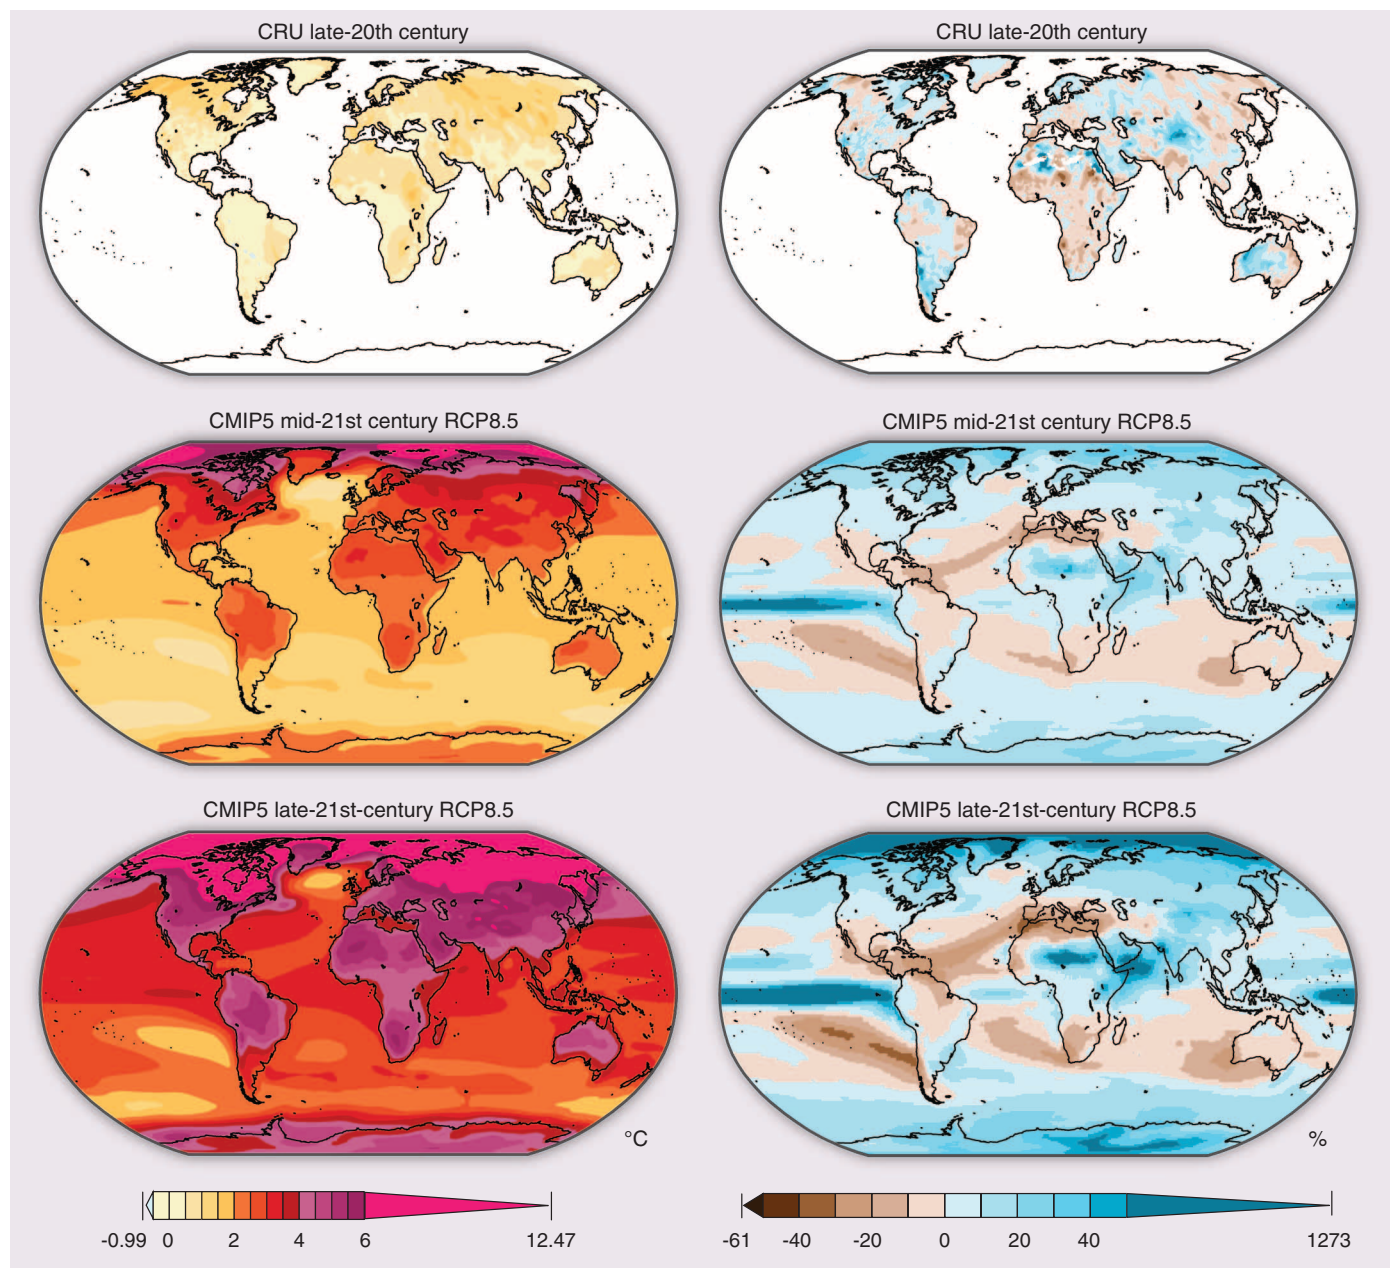 CRU late-20th century
CRU late-20th century
CMIP5 mid-21st century RCP8.5
CMIP5 mid-21st century RCP8.5
CMIP5 late-21st-century RCP8.5
CMIP5 late-21st-century RCP8.5
°C
%
-0.99 0 2 4 6 12.47
-61 -40 -20 0 20 40 1273